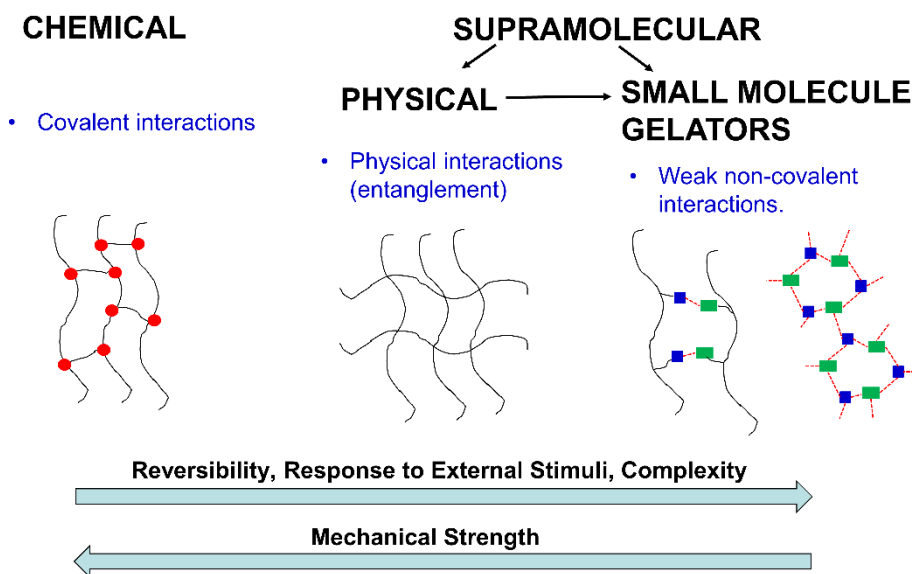 CHEMICAL
SUPRAMOLECULAR
PHYSICAL
SMALL MOLECULE
GELATORS
• Covalent interactions
• Physical interactions
(entanglement)
• Weak non-covalent
interactions.
Reversibility, Response to External Stimuli, Complexity
Mechanical Strength